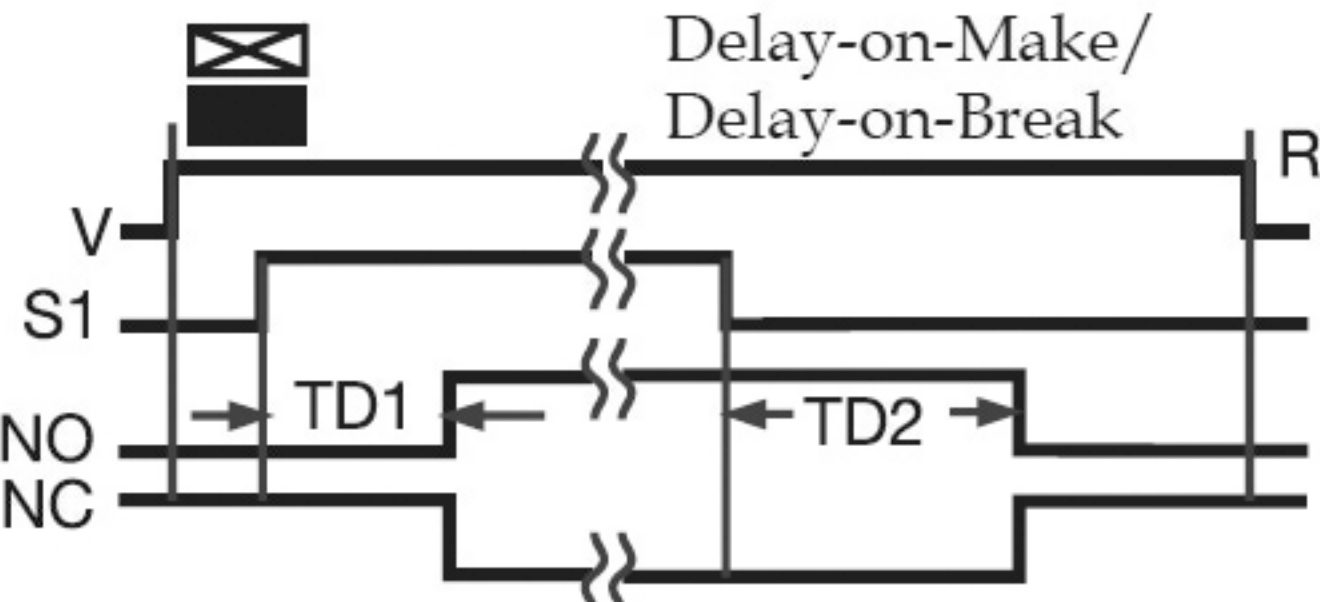 Delay-on-Make/
Delay-on-Break
R
V
S1
TD1
TD2
NO
NC